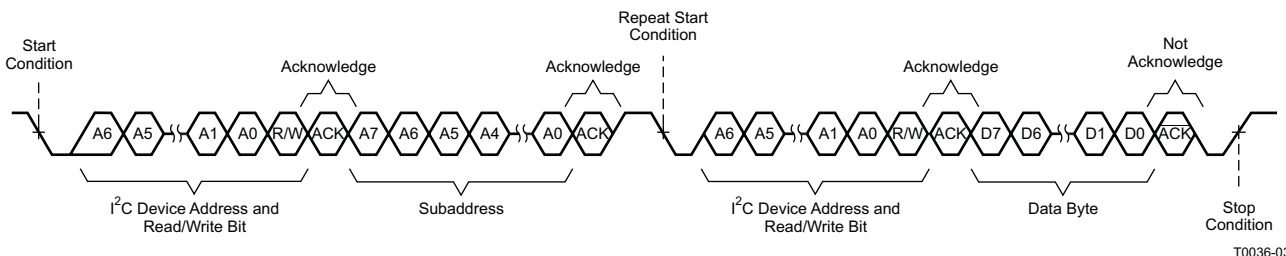 Start
Condition
Acknowledge
Acknowledge
Repeat Start
Condition
Acknowledge
Not
Acknowledge
A6 A5 A1 A0 R/W ACK A7 A6 A5 A4 A0 ACK A6 A5 A1 A0 R/W ACK D7 D6 D1 D0 ACK
I²C Device Address and
Read/Write Bit
Subaddress
I²C Device Address and
Read/Write Bit
Data Byte
Stop
Condition
T0036-03